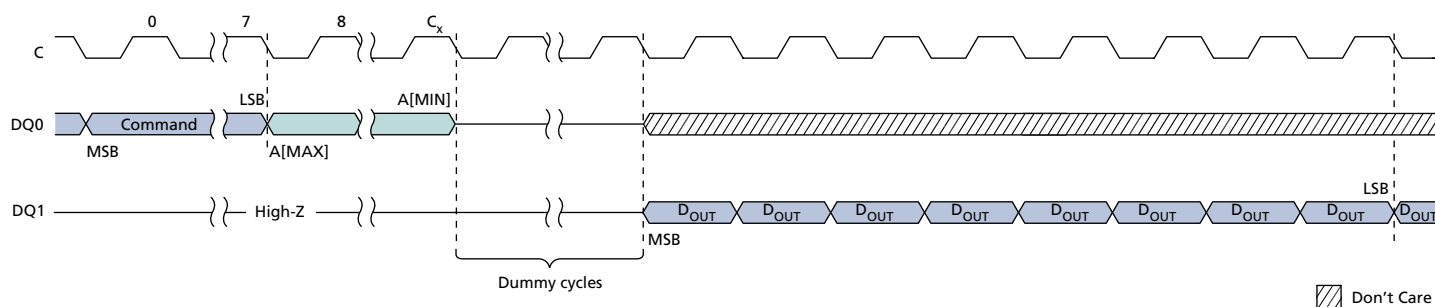 0 7 8 Cx
C
LSB A[MIN]
DQ0 Command
MSB A[MAX]
LSB
DQ1 High-Z DOUT DOUT DOUT DOUT DOUT DOUT DOUT DOUT DOUT
MSB
Dummy cycles
Don't Care